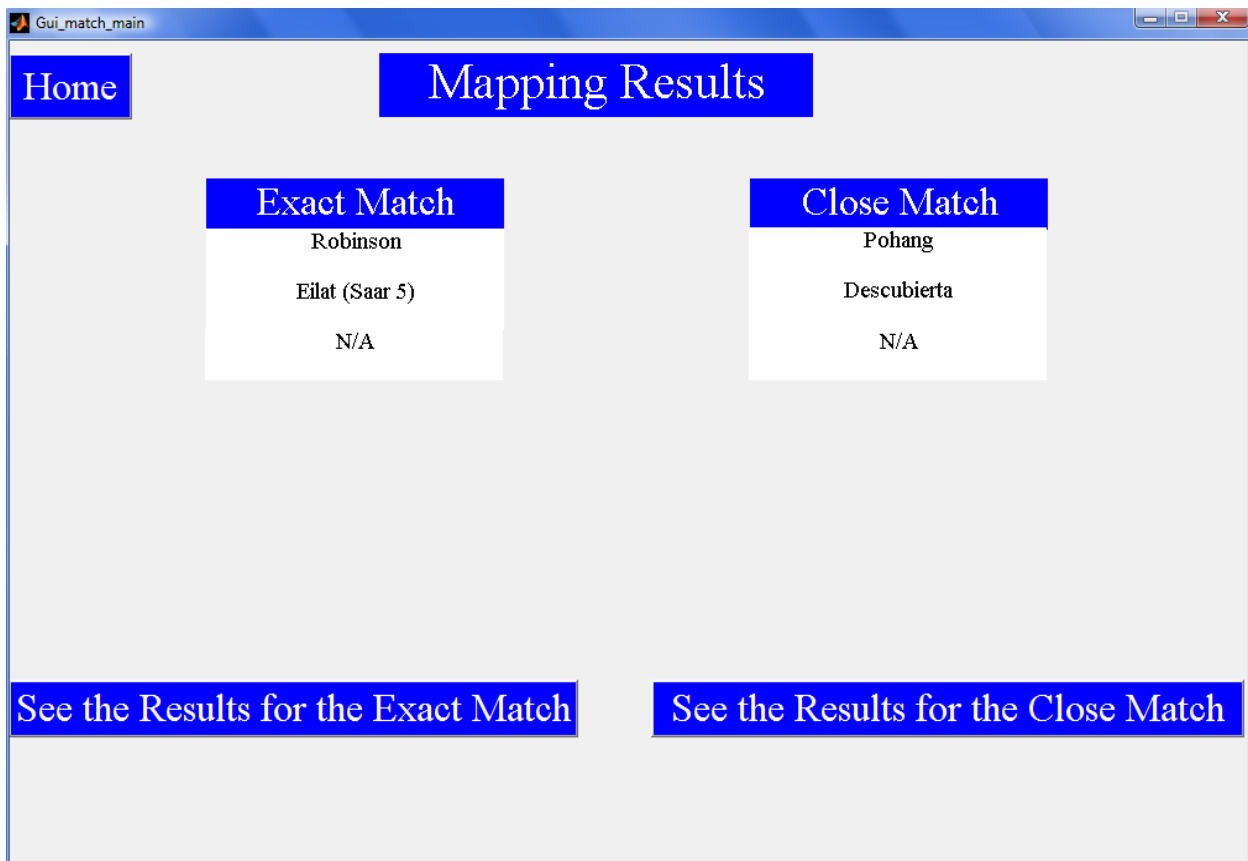 Gui_match_main
Home
Mapping Results
Exact Match
Robinson
Eilat (Saar 5)
N/A
Close Match
Pohang
Descubierta
N/A
See the Results for the Exact Match
See the Results for the Close Match